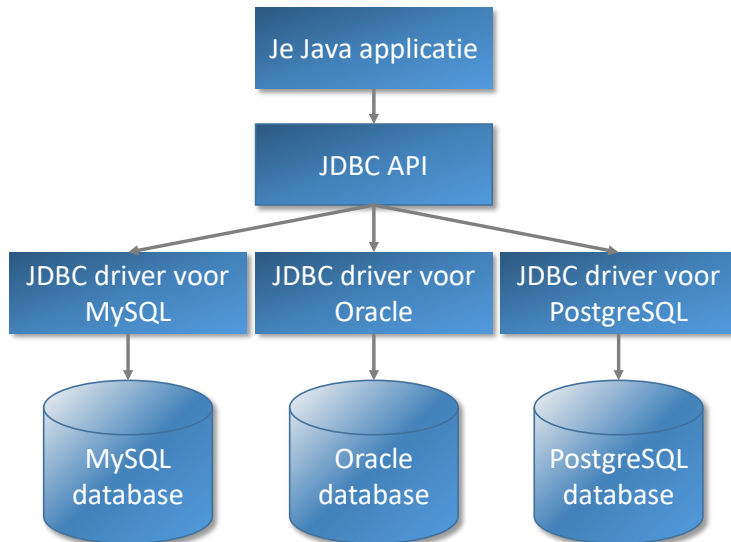 Je Java applicatie
JDBC API
JDBC driver voor
MySQL
JDBC driver voor
Oracle
JDBC driver voor
PostgreSQL
MySQL
database
Oracle
database
PostgreSQL
database